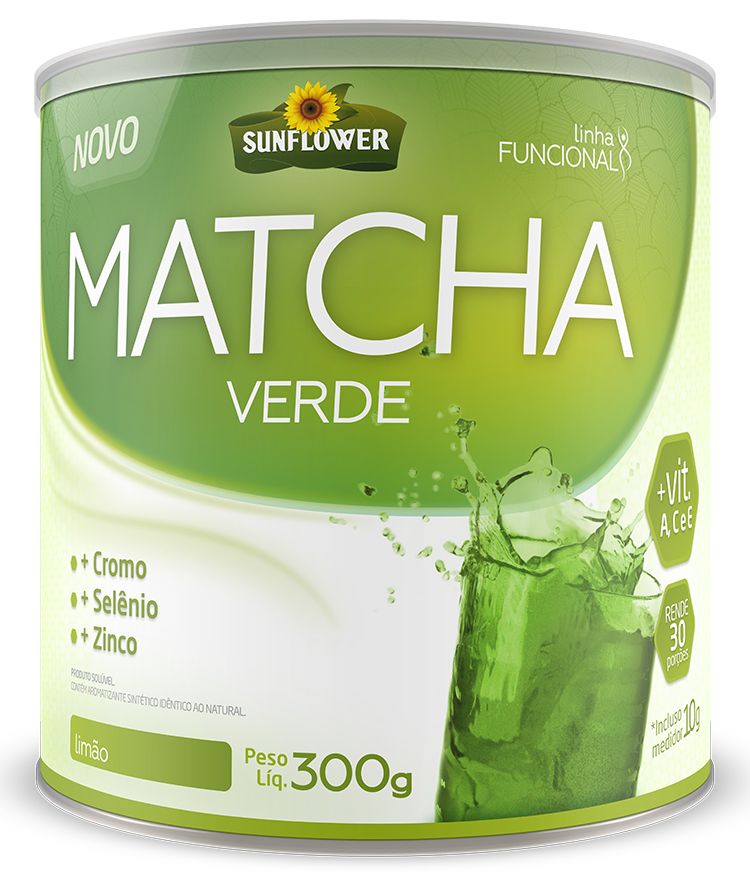 NOVO
SUNFLOWER
linha
FUNCIONAL
MATCHA
VERDE
+vit.
A, C e E
• + Cromo
• + Selênio
• + Zinco
RENDE
30
porções
PRODUTO SOLÚVEL.
CONTÉM AROMATIZANTE SINTÉTICO IDÊNTICO AO NATURAL.
limão
Peso
Líq. 300g
*Incluso
medidor 10g